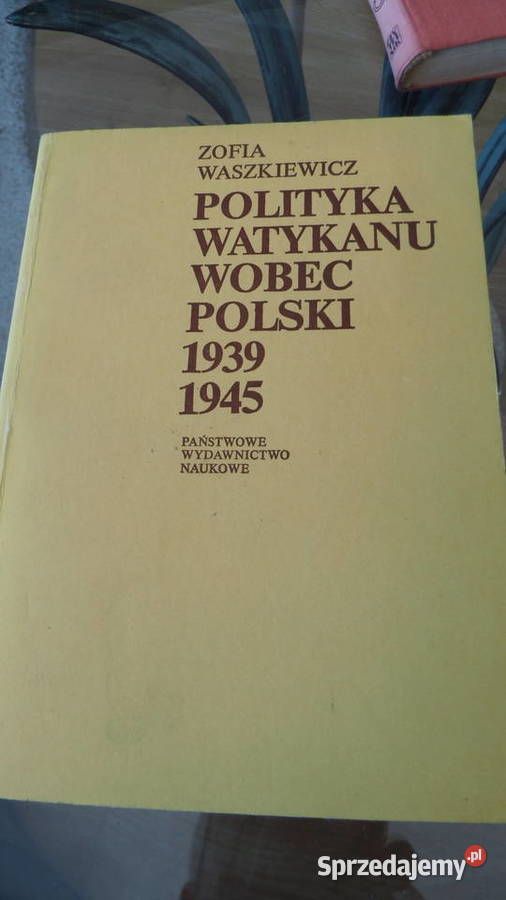 ZOFIA
WASZKIEWICZ
POLITYKA
WATYKANU
WOBEC
POLSKI
1939
1945
PAŃSTWOWE
WYDAWNICTWO
NAUKOWE
Sprzedajemy.pl